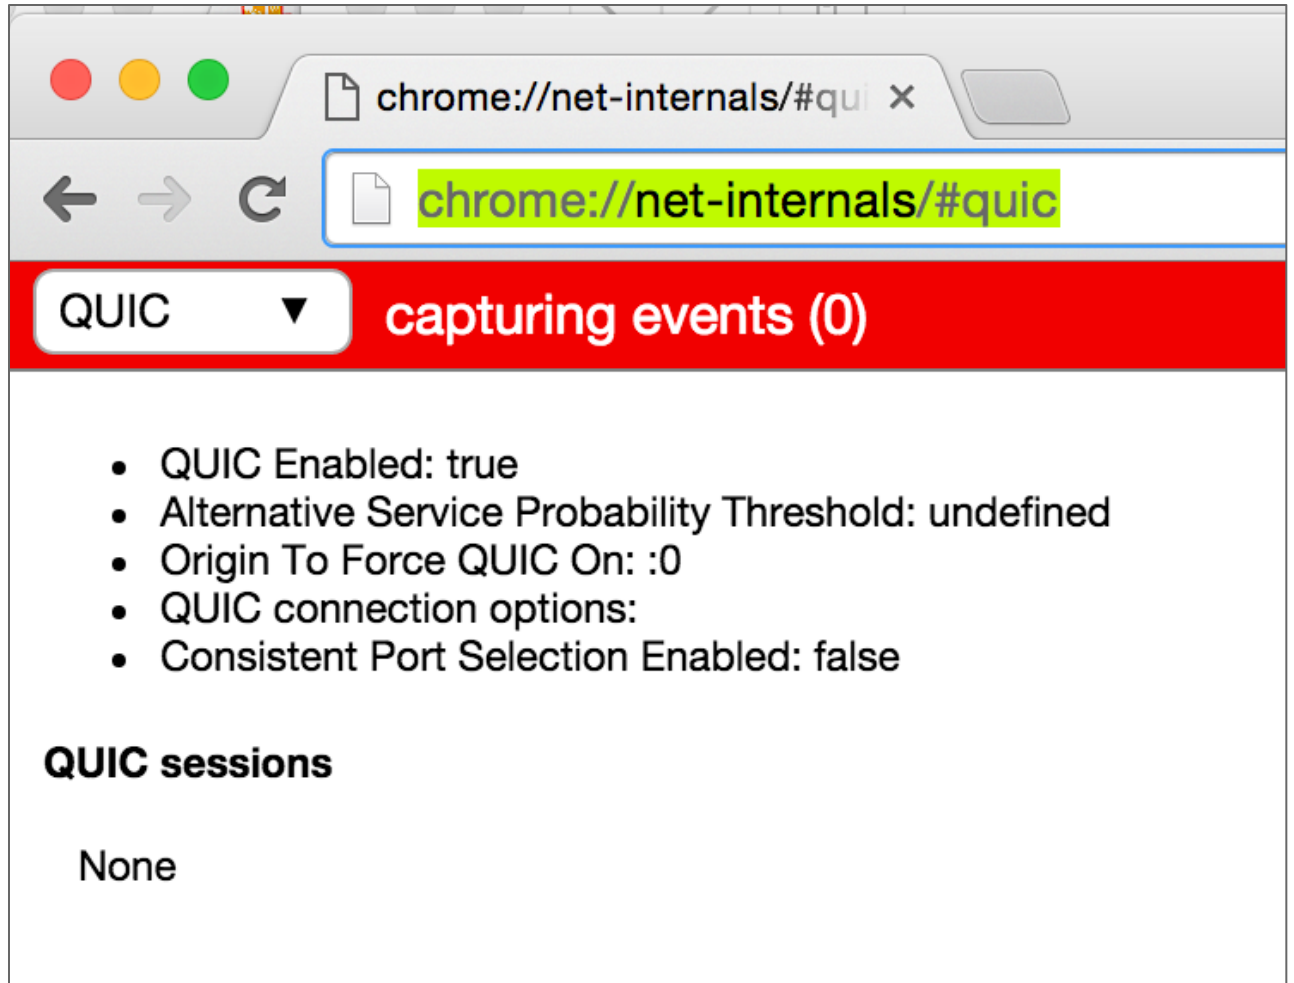 chrome://net-internals/#qui
chrome://net-internals/#quic
QUIC ▼ capturing events (0)
• QUIC Enabled: true
• Alternative Service Probability Threshold: undefined
• Origin To Force QUIC On: :0
• QUIC connection options:
• Consistent Port Selection Enabled: false
QUIC sessions
None